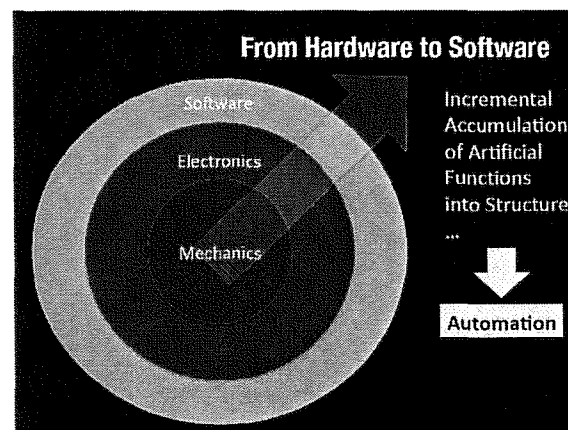 From Hardware to Software
Software
Electronics
Mechanics
Incremental
Accumulation
of Artificial
Functions
into Structure
...
Automation